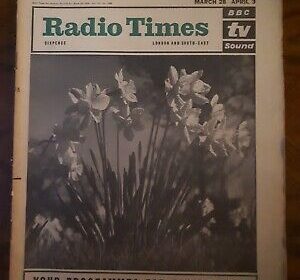 MARCH 28 APRIL 3
Radio Times
SIXPENCE LONDON AND SOUTH-EAST
BBC
tv
Sound
YOUR PROGRAMMES